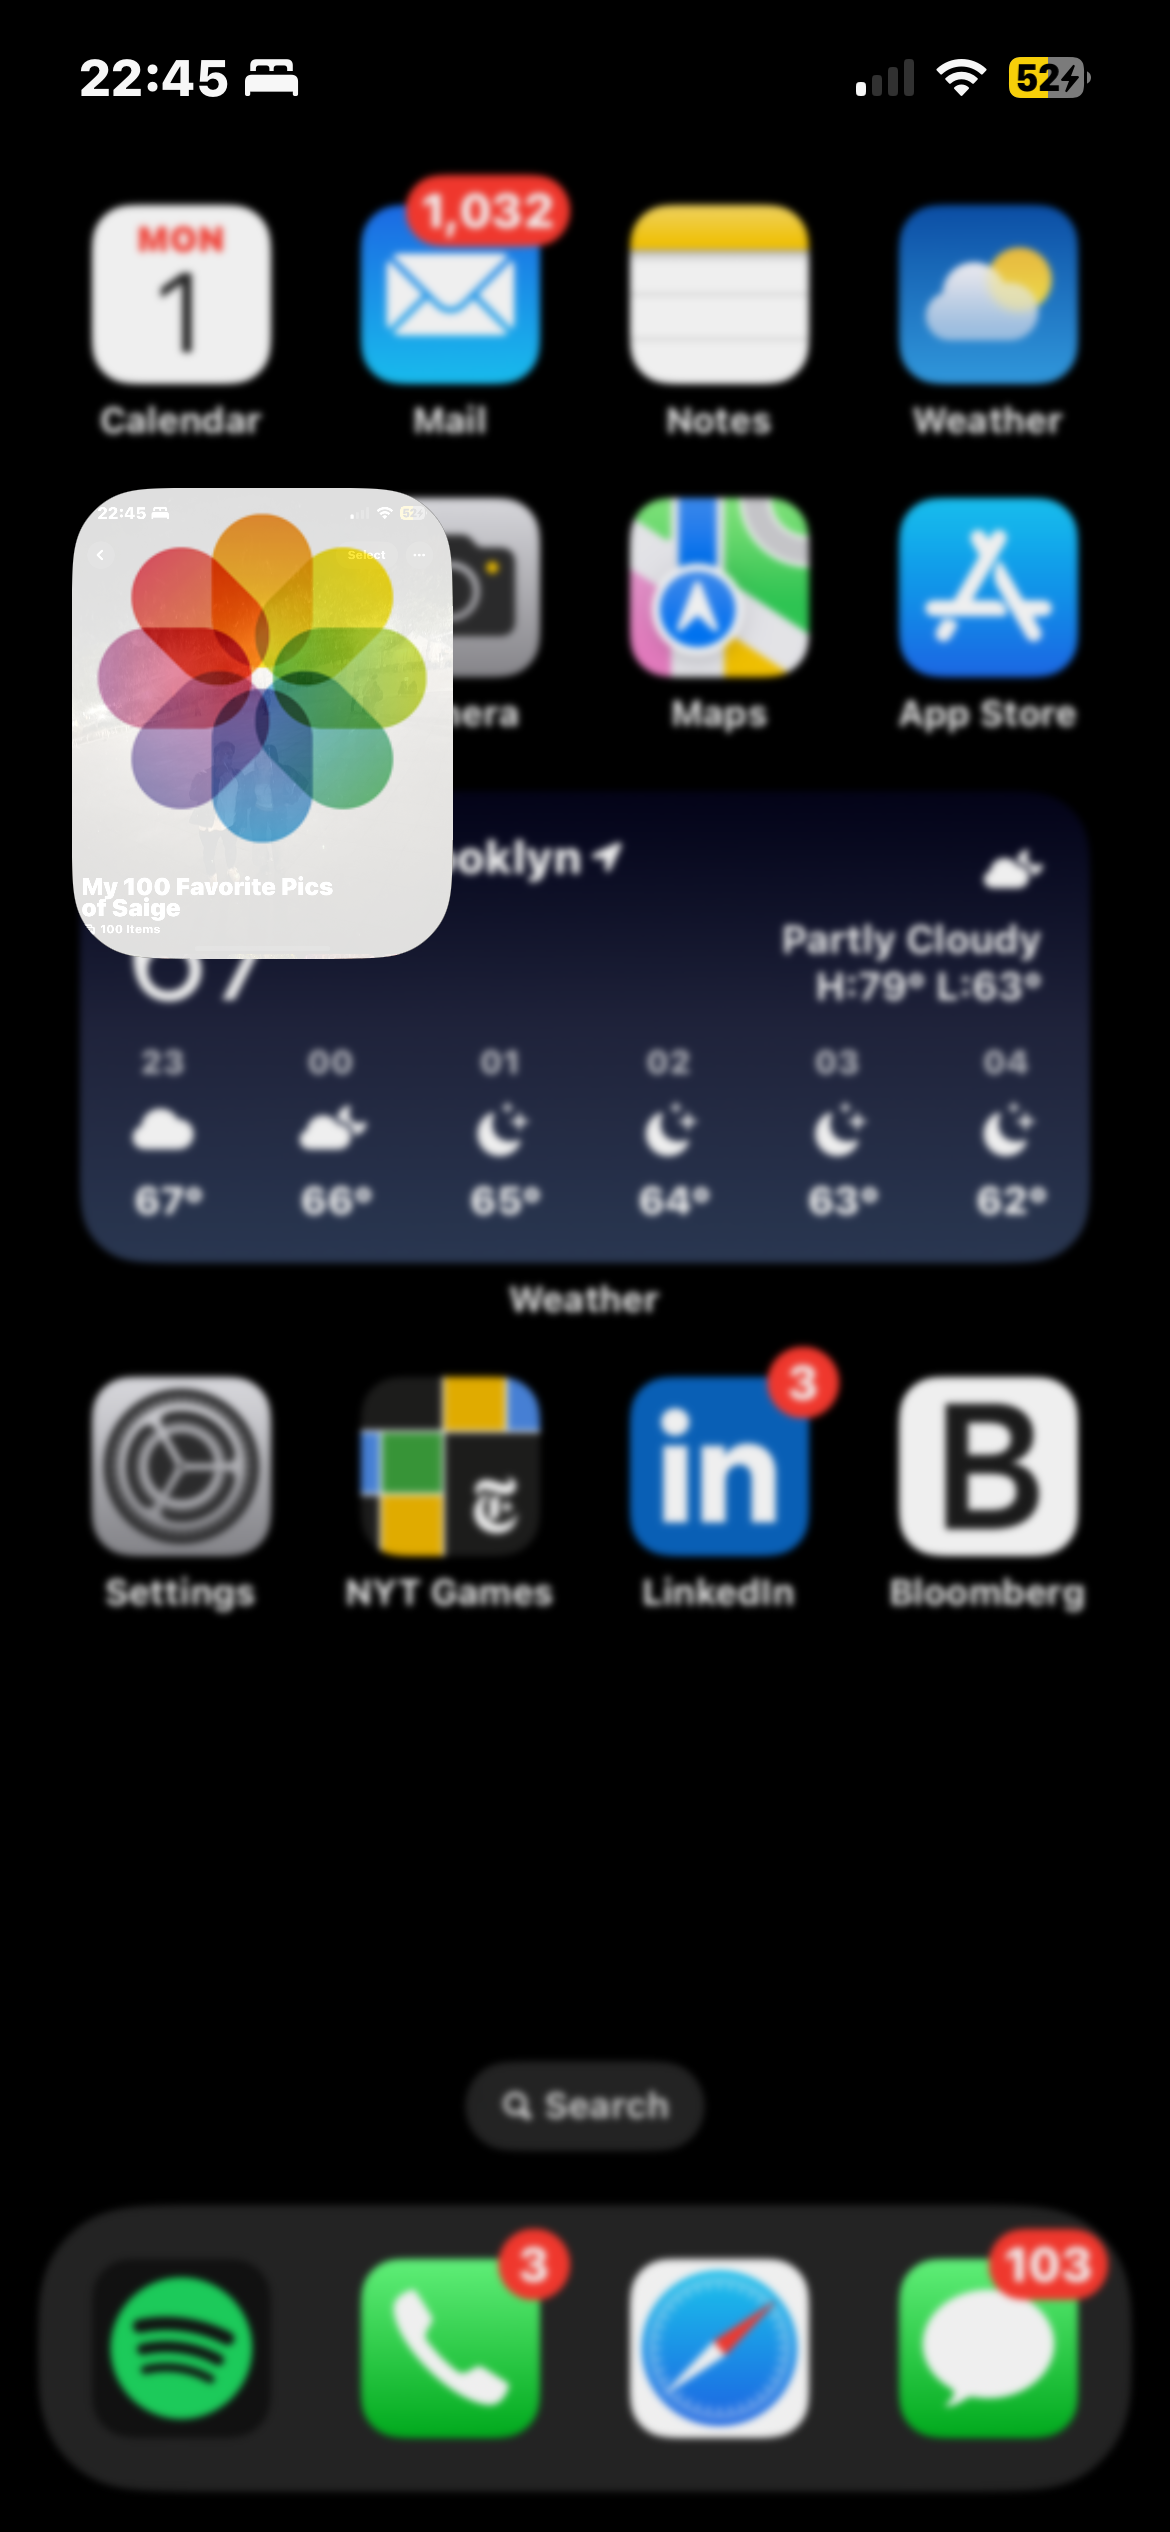 22:45
52
MON
1
1,032
Calendar
Mail
Notes
Weather
22:45
Select
My 100 Favorite Pics
of Saige
100 Items
Maps
App Store
Partly Cloudy
H:79° L:63°
23 00 01 02 03 04
67° 66° 65° 64° 63° 62°
Weather
3
in
B
Settings
NYT Games
LinkedIn
Bloomberg
Search
3
103